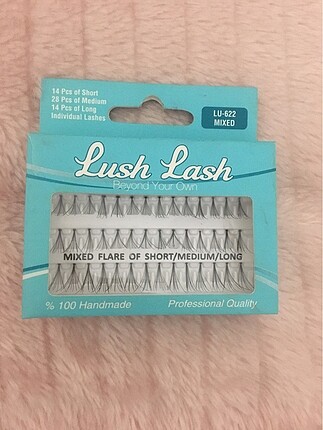 14 Pcs of Short
28 Pcs of Medium
14 Pcs of Long
Individual Lashes
LU-622
MIXED
Lush Lash
Beyond Your Own
MIXED FLARE OF SHORT/MEDIUM/LONG
% 100 Handmade
Professional Quality